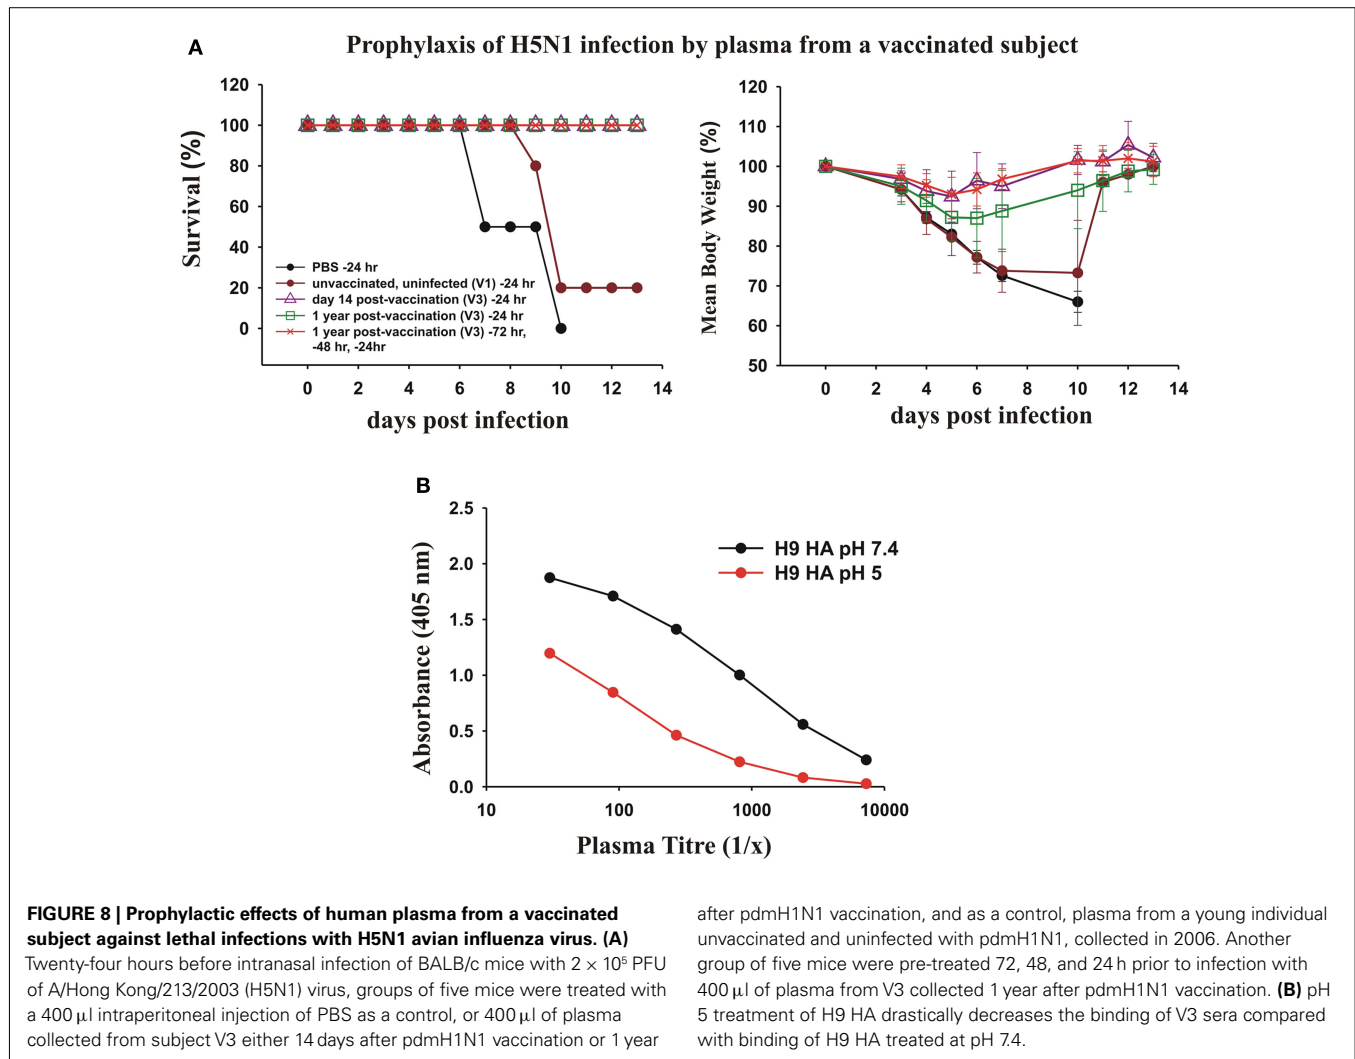 A
Prophylaxis of H5N1 infection by plasma from a vaccinated subject
120
100
80
60
40
20
0
Survival (%)
PBS -24 hr
unvaccinated, uninfected (V1) -24 hr
day 14 post-vaccination (V3) -24 hr
1 year post-vaccination (V3) -24 hr
1 year post-vaccination (V3) -72 hr,
-48 hr, -24hr
0 2 4 6 8 10 12 14
days post infection
120
110
100
90
80
70
60
50
Mean Body Weight (%)
0 2 4 6 8 10 12 14
days post infection
B
2.5
2.0
1.5
1.0
0.5
0.0
Absorbance (405 nm)
H9 HA pH 7.4
H9 HA pH 5
10 100 1000 10000
Plasma Titre (1/x)
FIGURE 8 | Prophylactic effects of human plasma from a vaccinated
subject against lethal infections with H5N1 avian influenza virus. (A)
Twenty-four hours before intranasal infection of BALB/c mice with 2 × 10⁵ PFU
of A/Hong Kong/213/2003 (H5N1) virus, groups of five mice were treated with
a 400 μl intraperitoneal injection of PBS as a control, or 400 μl of plasma
collected from subject V3 either 14 days after pdmH1N1 vaccination or 1 year
after pdmH1N1 vaccination, and as a control, plasma from a young individual
unvaccinated and uninfected with pdmH1N1, collected in 2006. Another
group of five mice were pre-treated 72, 48, and 24 h prior to infection with
400 μl of plasma from V3 collected 1 year after pdmH1N1 vaccination. (B) pH
5 treatment of H9 HA drastically decreases the binding of V3 sera compared
with binding of H9 HA treated at pH 7.4.